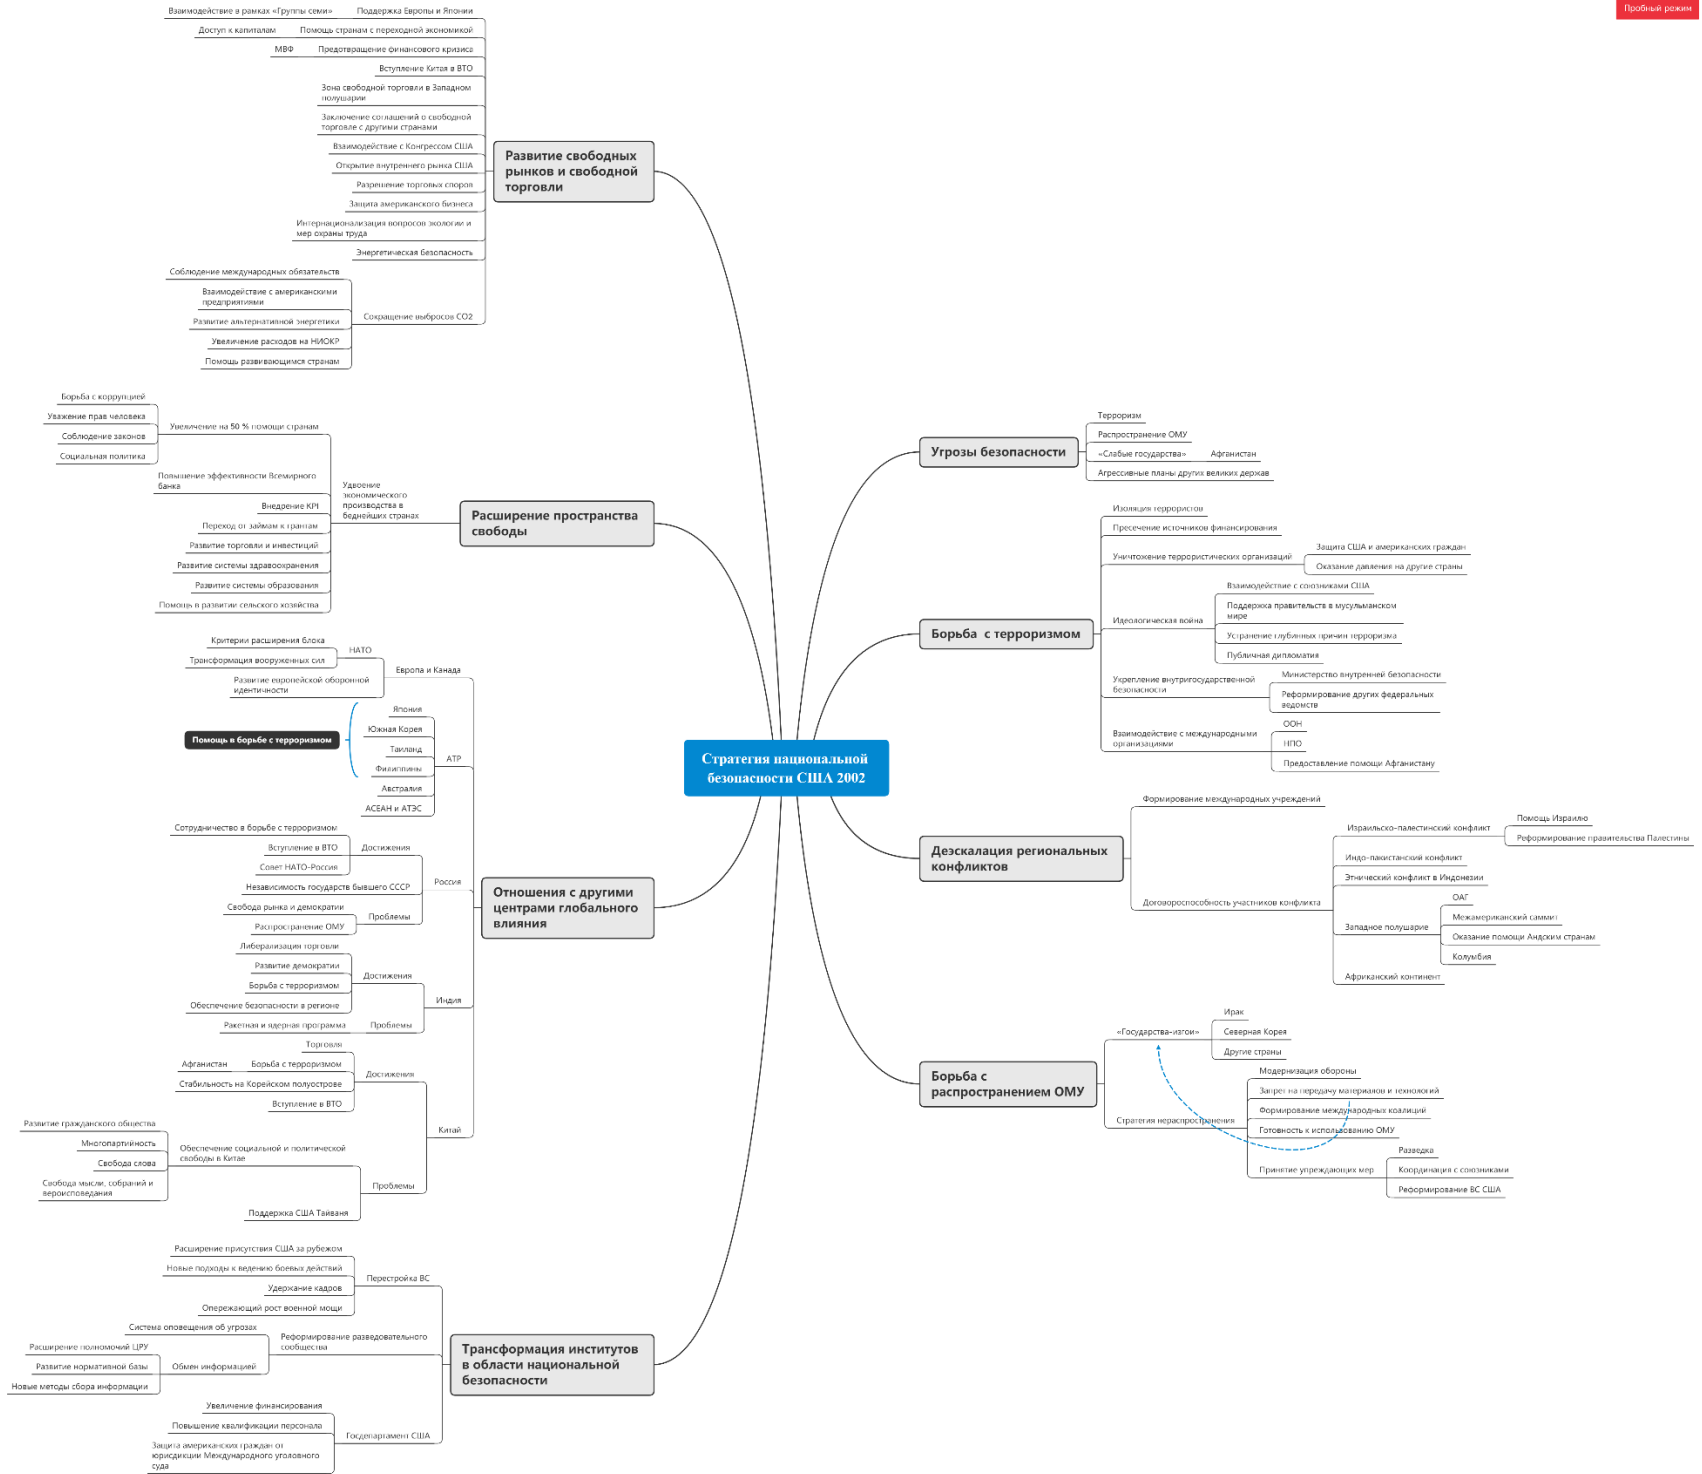 Пробный режим
Стратегия национальной
безопасности США 2002
Угрозы безопасности
Терроризм
Распространение ОМУ
«Слабые государства»
Афганистан
Агрессивные планы других великих держав
Борьба с терроризмом
Изоляция террористов
Пресечение источников финансирования
Уничтожение террористических организаций
Защита США и американских граждан
Оказание давления на другие страны
Идеологическая война
Взаимодействие с союзниками США
Поддержка правительств в мусульманском
мире
Устранение глубинных причин терроризма
Публичная дипломатия
Укрепление внутригосударственной
безопасности
Министерство внутренней безопасности
Реформирование других федеральных
ведомств
Взаимодействие с международными
организациями
ООН
НПО
Предоставление помощи Афганистану
Деэскалация региональных
конфликтов
Формирование международных учреждений
Договороспособность участников конфликта
Израильско-палестинский конфликт
Помощь Израилю
Реформирование правительства Палестины
Индо-пакистанский конфликт
Этнический конфликт в Индонезии
Западное полушарие
ОАГ
Межамериканский саммит
Оказание помощи Андским странам
Колумбия
Африканский континент
Борьба с
распространением ОМУ
«Государства-изгои»
Ирак
Северная Корея
Другие страны
Стратегия нераспространения
Модернизация обороны
Запрет на передачу материалов и технологий
Формирование международных коалиций
Готовность к использованию ОМУ
Принятие упреждающих мер
Разведка
Координация с союзниками
Реформирование ВС США
Развитие свободных
рынков и свободной
торговли
Поддержка Европы и Японии
Взаимодействие в рамках «Группы семи»
Помощь странам с переходной экономикой
Доступ к капиталам
Предотвращение финансового кризиса
МВФ
Вступление Китая в ВТО
Зона свободной торговли в Западном
полушарии
Заключение соглашений о свободной
торговле с другими странами
Взаимодействие с Конгрессом США
Открытие внутреннего рынка США
Разрешение торговых споров
Защита американского бизнеса
Интернационализация вопросов экологии и
мер охраны труда
Энергетическая безопасность
Сокращение выбросов СО2
Соблюдение международных обязательств
Взаимодействие с американскими
предприятиями
Развитие альтернативной энергетики
Увеличение расходов на НИОКР
Помощь развивающимся странам
Расширение пространства
свободы
Удвоение
экономического
производства в
беднейших странах
Увеличение на 50 % помощи странам
Борьба с коррупцией
Уважение прав человека
Соблюдение законов
Социальная политика
Повышение эффективности Всемирного
банка
Внедрение KPI
Переход от займам к грантам
Развитие торговли и инвестиций
Развитие системы здравоохранения
Развитие системы образования
Помощь в развитии сельского хозяйства
Отношения с другими
центрами глобального
влияния
Европа и Канада
НАТО
Критерии расширения блока
Трансформация вооруженных сил
Развитие европейской оборонной
идентичности
АТР
Япония
Южная Корея
Таиланд
Филиппины
Австралия
АСЕАН и АТЭС
Помощь в борьбе с терроризмом
Россия
Достижения
Сотрудничество в борьбе с терроризмом
Вступление в ВТО
Совет НАТО-Россия
Независимость государств бывшего СССР
Проблемы
Свобода рынка и демократии
Распространение ОМУ
Индия
Достижения
Либерализация торговли
Развитие демократии
Борьба с терроризмом
Обеспечение безопасности в регионе
Проблемы
Ракетная и ядерная программа
Китай
Достижения
Торговля
Борьба с терроризмом
Афганистан
Стабильность на Корейском полуострове
Вступление в ВТО
Проблемы
Обеспечение социальной и политической
свободы в Китае
Развитие гражданского общества
Многопартийность
Свобода слова
Свобода мысли, собраний и
вероисповедания
Поддержка США Тайваня
Трансформация институтов
в области национальной
безопасности
Перестройка ВС
Расширение присутствия США за рубежом
Новые подходы к ведению боевых действий
Удержание кадров
Опережающий рост военной мощи
Реформирование разведовательного
сообщества
Система оповещения об угрозах
Обмен информацией
Расширение полномочий ЦРУ
Развитие нормативной базы
Новые методы сбора информации
Госдепартамент США
Увеличение финансирования
Повышение квалификации персонала
Защита американских граждан от
юрисдикции Международного уголовного
суда